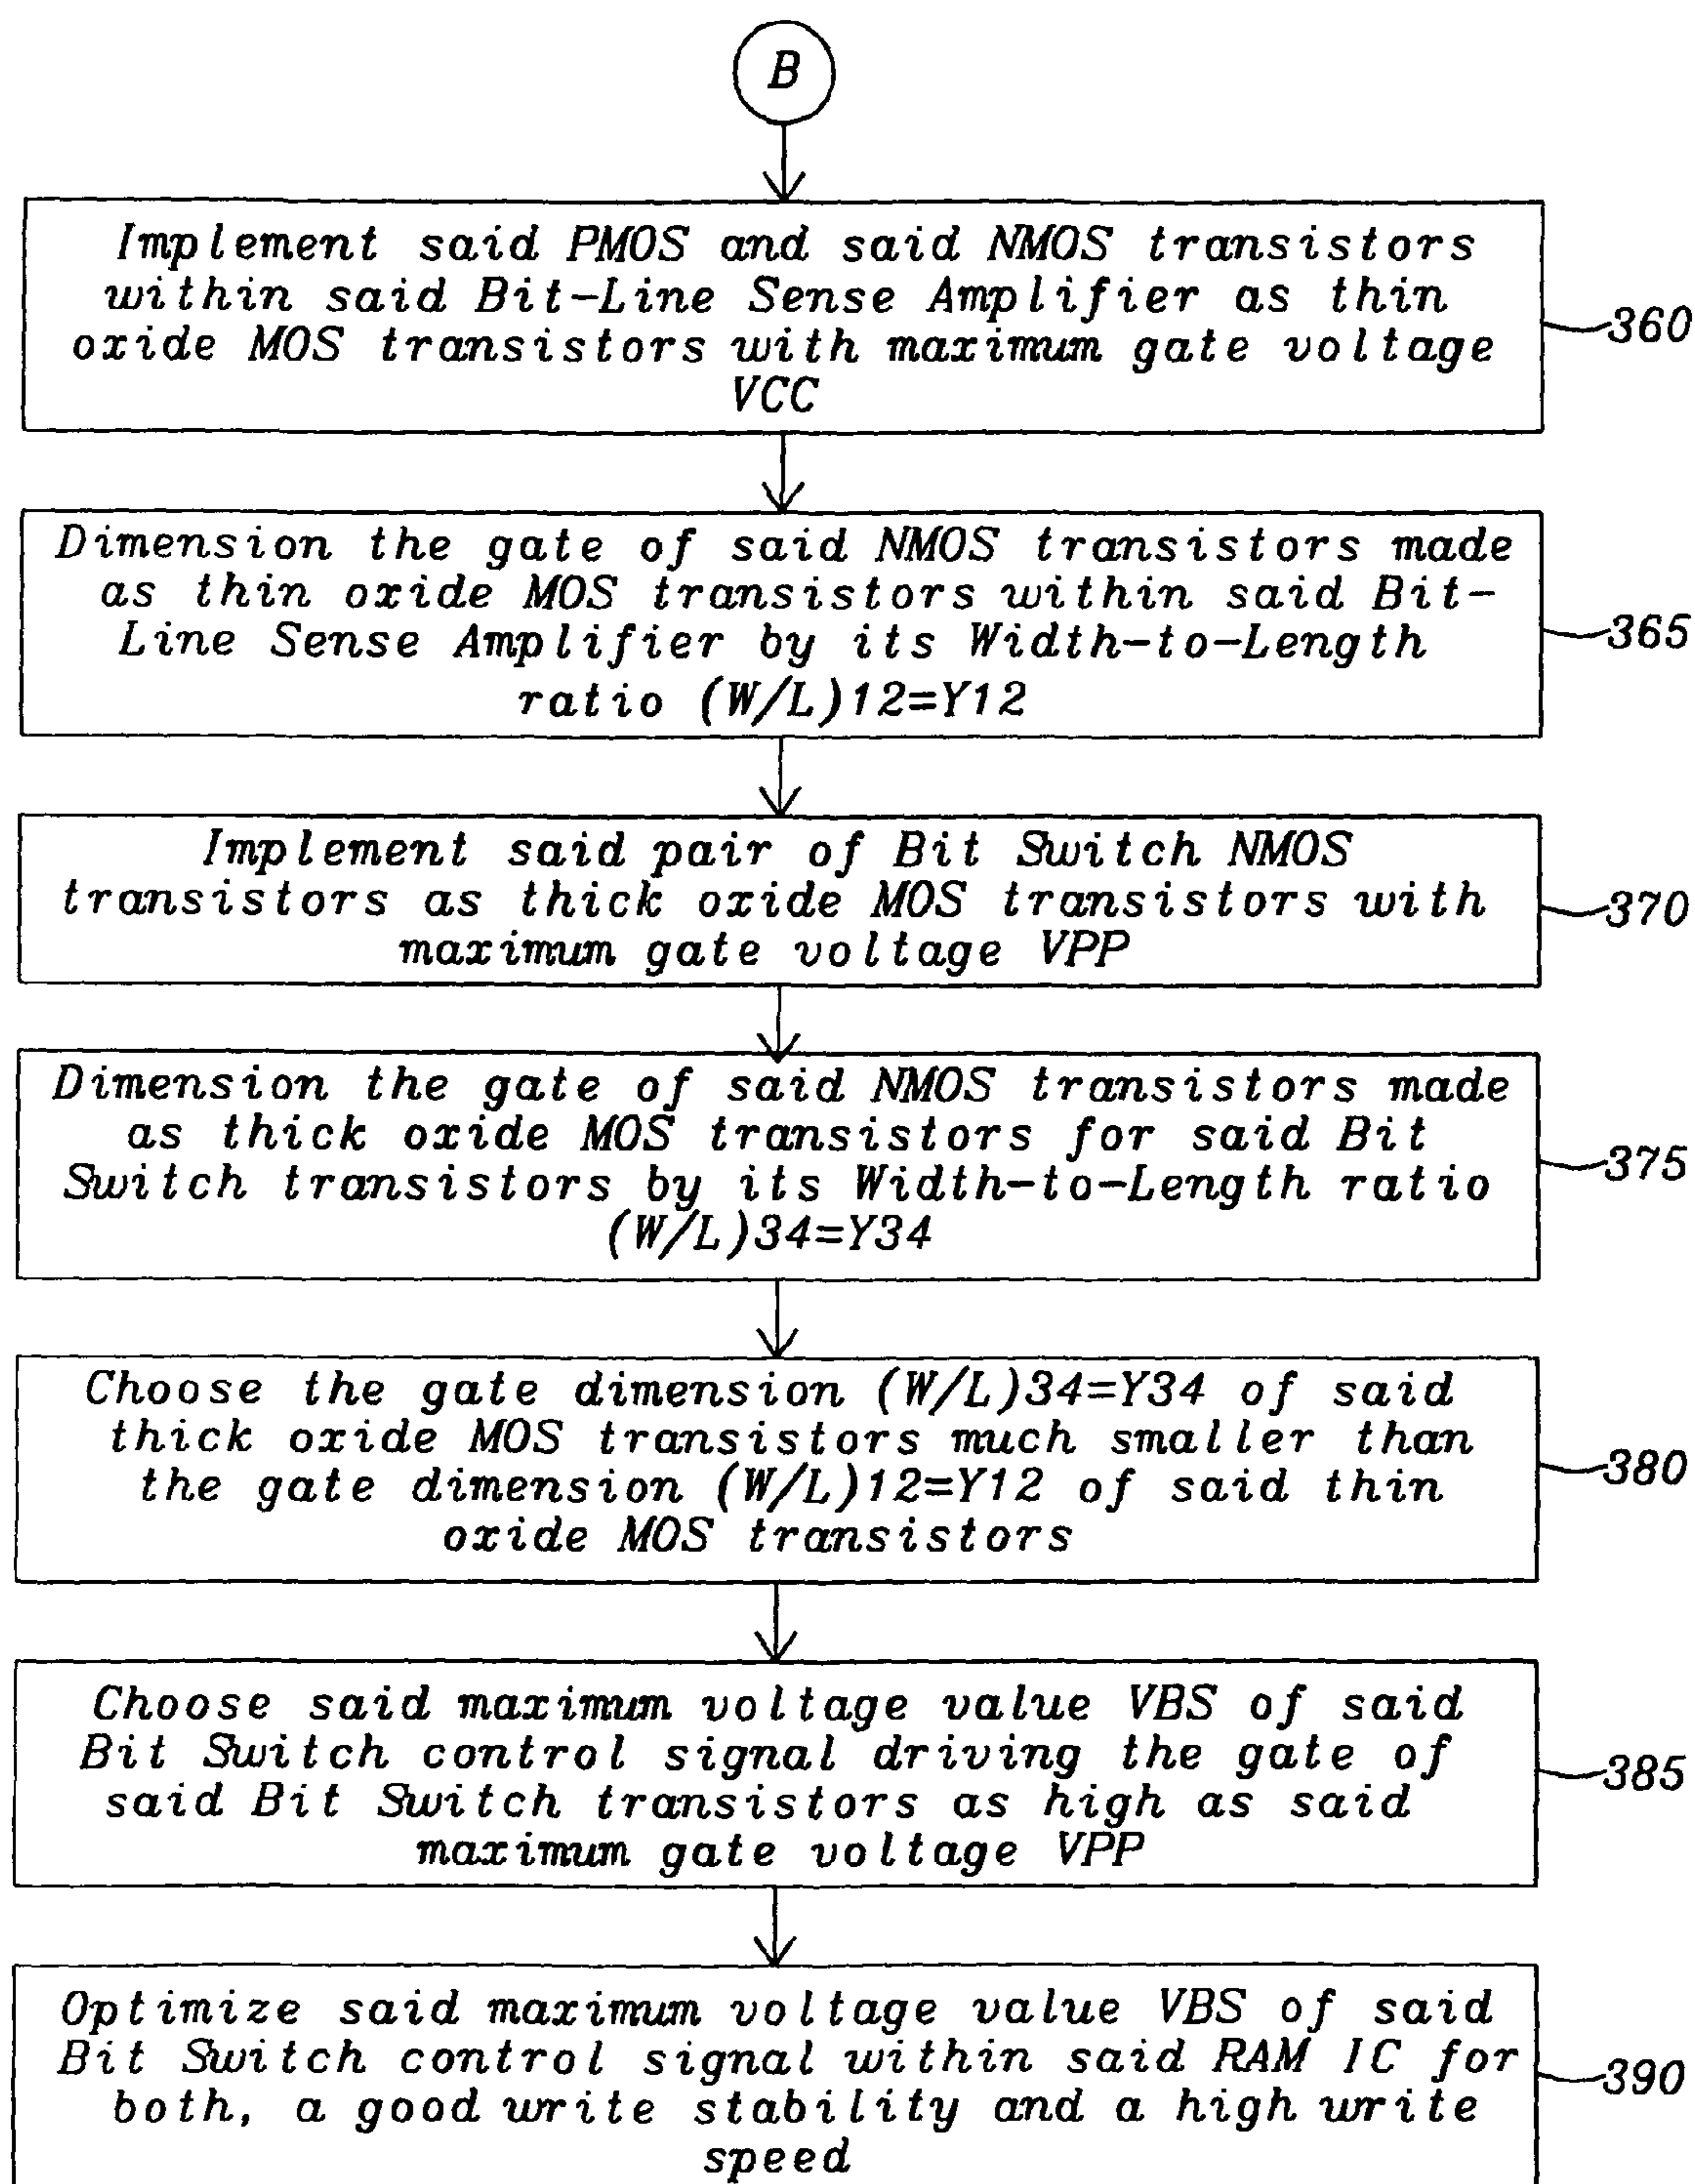 B
Implement said PMOS and said NMOS transistors
within said Bit-Line Sense Amplifier as thin
oxide MOS transistors with maximum gate voltage
VCC
360
Dimension the gate of said NMOS transistors made
as thin oxide MOS transistors within said Bit-
Line Sense Amplifier by its Width-to-Length
ratio (W/L)12=Y12
365
Implement said pair of Bit Switch NMOS
transistors as thick oxide MOS transistors with
maximum gate voltage VPP
370
Dimension the gate of said NMOS transistors made
as thick oxide MOS transistors for said Bit
Switch transistors by its Width-to-Length ratio
(W/L)34=Y34
375
Choose the gate dimension (W/L)34=Y34 of said
thick oxide MOS transistors much smaller than
the gate dimension (W/L)12=Y12 of said thin
oxide MOS transistors
380
Choose said maximum voltage value VBS of said
Bit Switch control signal driving the gate of
said Bit Switch transistors as high as said
maximum gate voltage VPP
385
Optimize said maximum voltage value VBS of said
Bit Switch control signal within said RAM IC for
both, a good write stability and a high write
speed
390